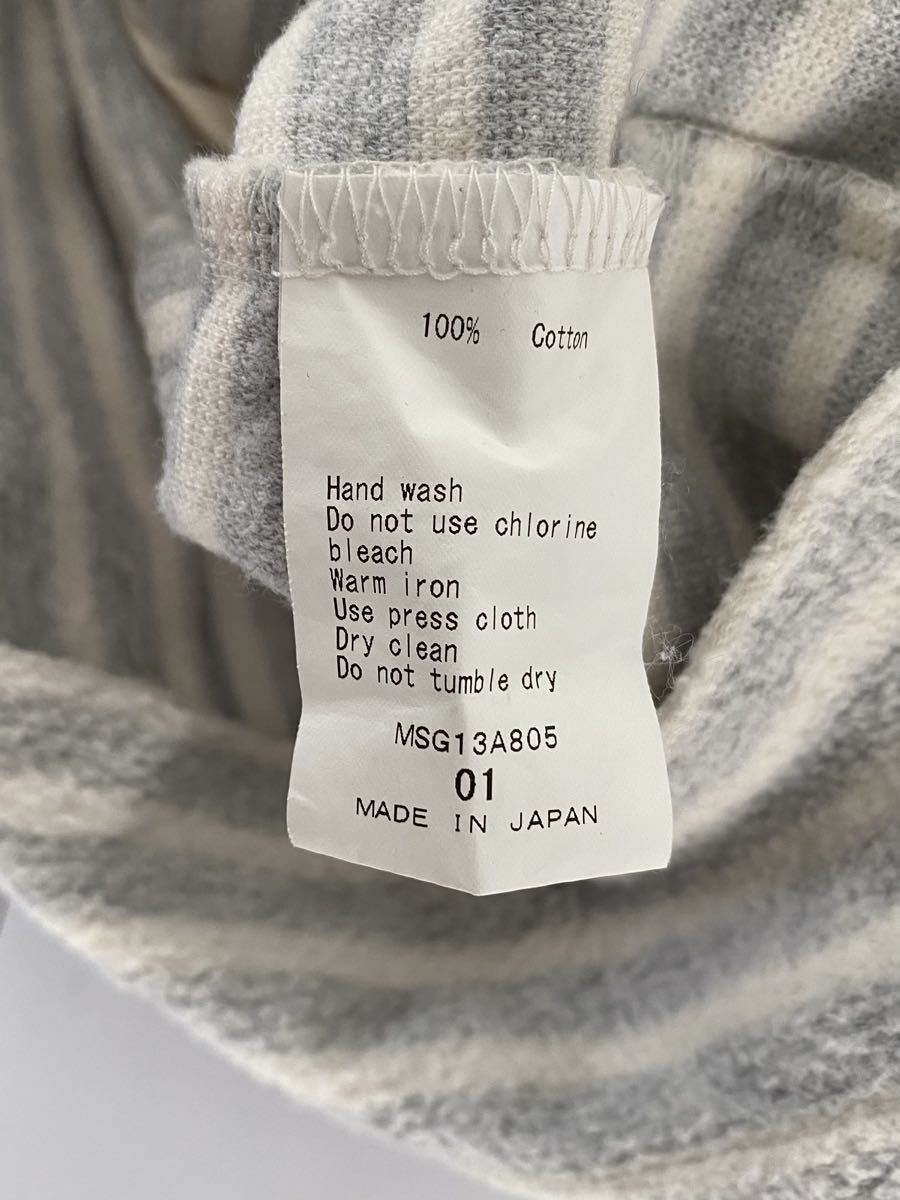 100% Cotton
Hand wash
Do not use chlorine
bleach
Warm iron
Use press cloth
Dry clean
Do not tumble dry
MSG13A805
01
MADE IN JAPAN